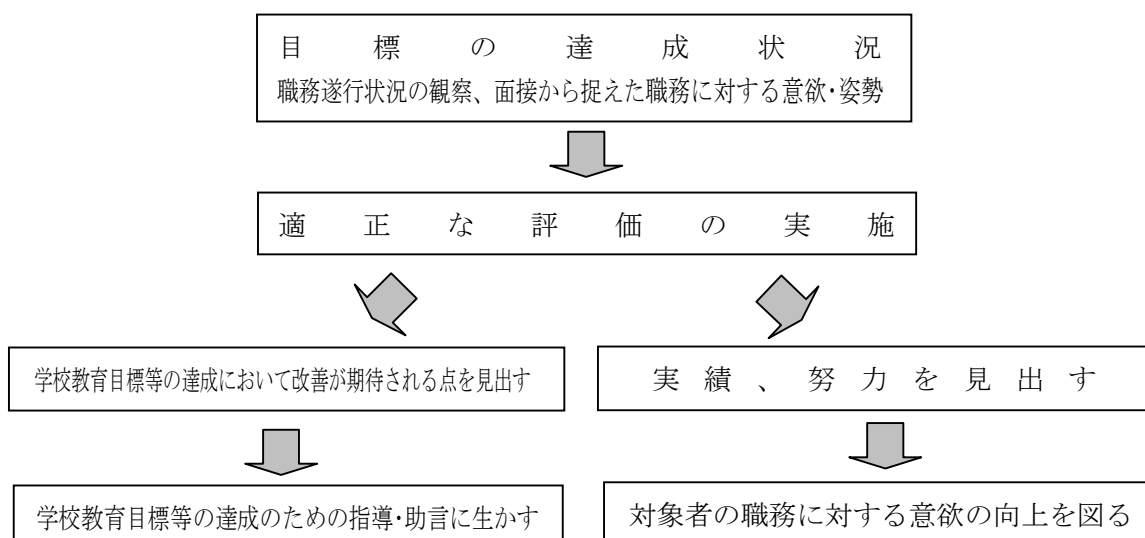 目標の達成状況
職務遂行状況の観察、面接から捉えた職務に対する意欲・姿勢
適正な評価の実施
学校教育目標等の達成において改善が期待される点を見出す
実績、努力を見出す
学校教育目標等の達成のための指導・助言に生かす
対象者の職務に対する意欲の向上を図る